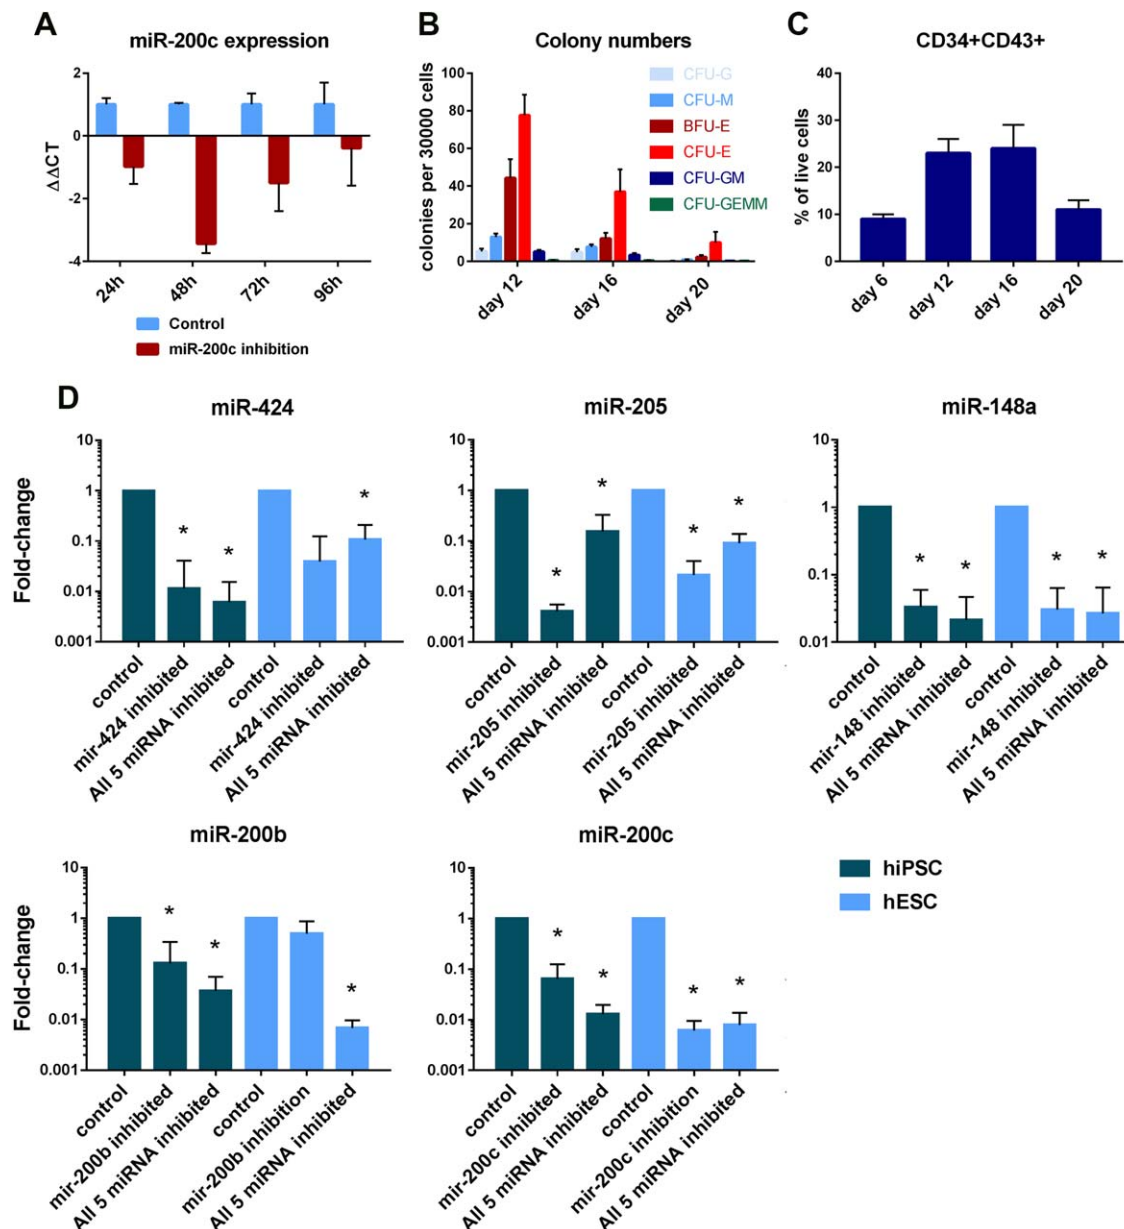 A
miR-200c expression
ΔΔCT
2
0
-2
-4
24h
48h
72h
96h
Control
miR-200c inhibition
B
Colony numbers
colonies per 30000 cells
100
80
60
40
20
0
CFU-G
CFU-M
BFU-E
CFU-E
CFU-GM
CFU-GEMM
day 12
day 16
day 20
C
CD34+CD43+
% of live cells
40
30
20
10
0
day 6
day 12
day 16
day 20
D
miR-424
Fold-change
10
1
0.1
0.01
0.001
* * *
control
mir-424 inhibited
All 5 miRNA inhibited
control
mir-424 inhibited
All 5 miRNA inhibited
miR-205
10
1
0.1
0.01
0.001
* * * *
control
mir-205 inhibited
All 5 miRNA inhibited
control
mir-205 inhibited
All 5 miRNA inhibited
miR-148a
10
1
0.1
0.01
* * * *
control
mir-148 inhibited
All 5 miRNA inhibited
control
mir-148 inhibited
All 5 miRNA inhibited
miR-200b
Fold-change
10
1
0.1
0.01
0.001
* * *
control
mir-200b inhibited
All 5 miRNA inhibited
control
mir-200b inhibition
All 5 miRNA inhibited
miR-200c
10
1
0.1
0.01
0.001
* * * *
control
mir-200c inhibited
All 5 miRNA inhibited
control
mir-200c inhibition
All 5 miRNA inhibited
hiPSC
hESC